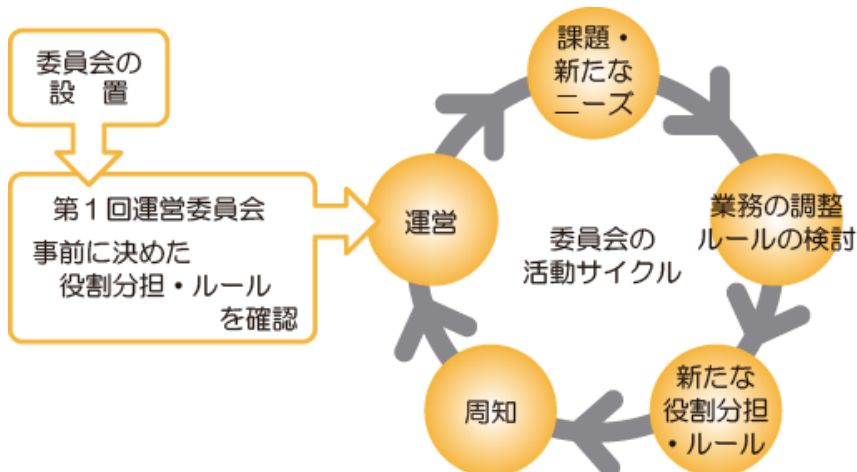 委員会の
設　置
第１回運営委員会
事前に決めた
役割分担・ルール
を確認
運営
課題・
新たな
ニーズ
業務の調整
ルールの検討
新たな
役割分担
・ルール
周知
委員会の
活動サイクル